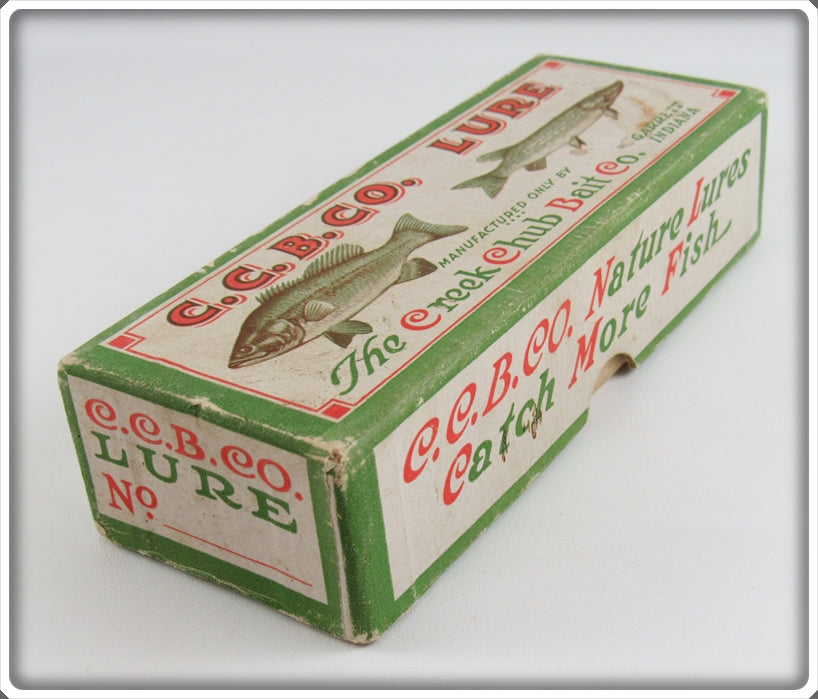 C.C.B.CO. LURE
MANUFACTURED ONLY BY
The Creek Chub Bait Co.
GARRETT
INDIANA
C.C.B.CO. Nature Lures
Catch More Fish
C.C.B.CO.
LURE
No.